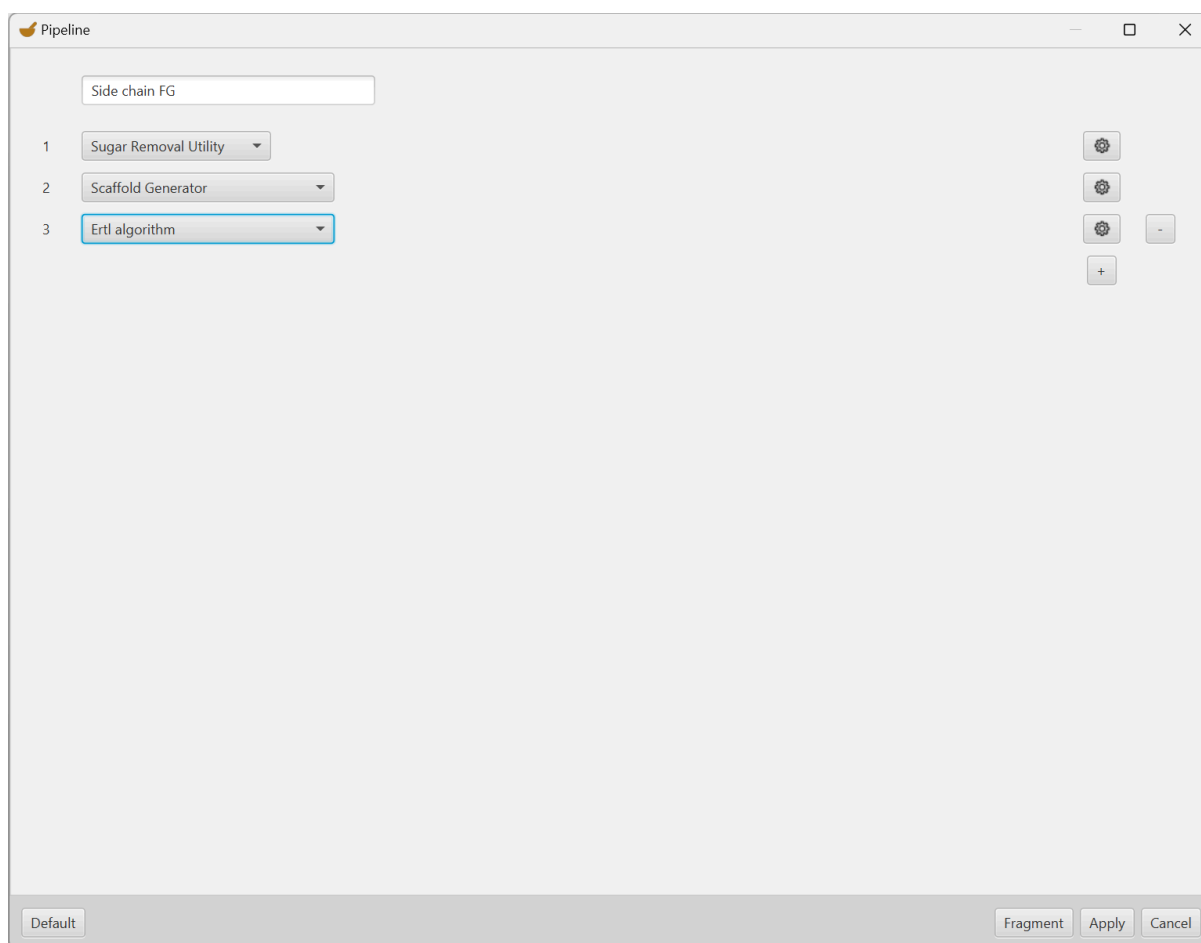 Pipeline
Side chain FG
1 Sugar Removal Utility
2 Scaffold Generator
3 Ertl algorithm -
+
Default Fragment Apply Cancel